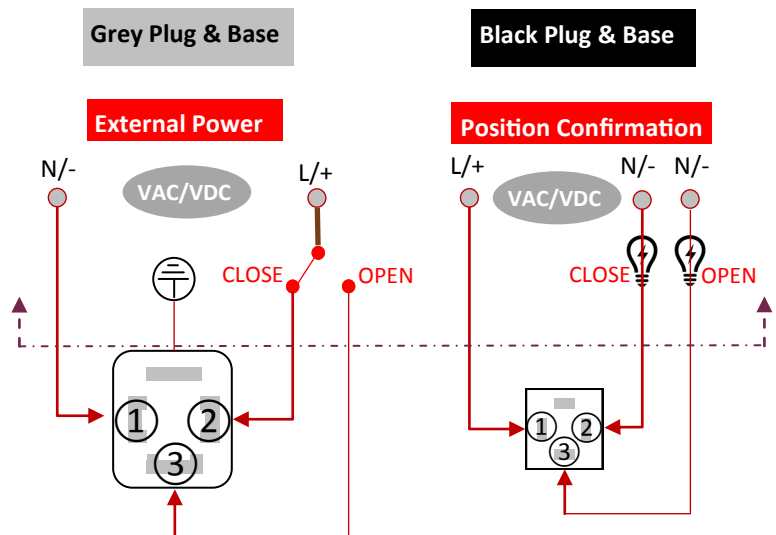 Grey Plug & Base
Black Plug & Base
External Power
Position Confirmation
N/-
VAC/VDC
L/+
L/+
VAC/VDC
N/-
N/-
CLOSE
OPEN
CLOSE
OPEN
1
2
3
1
2
3